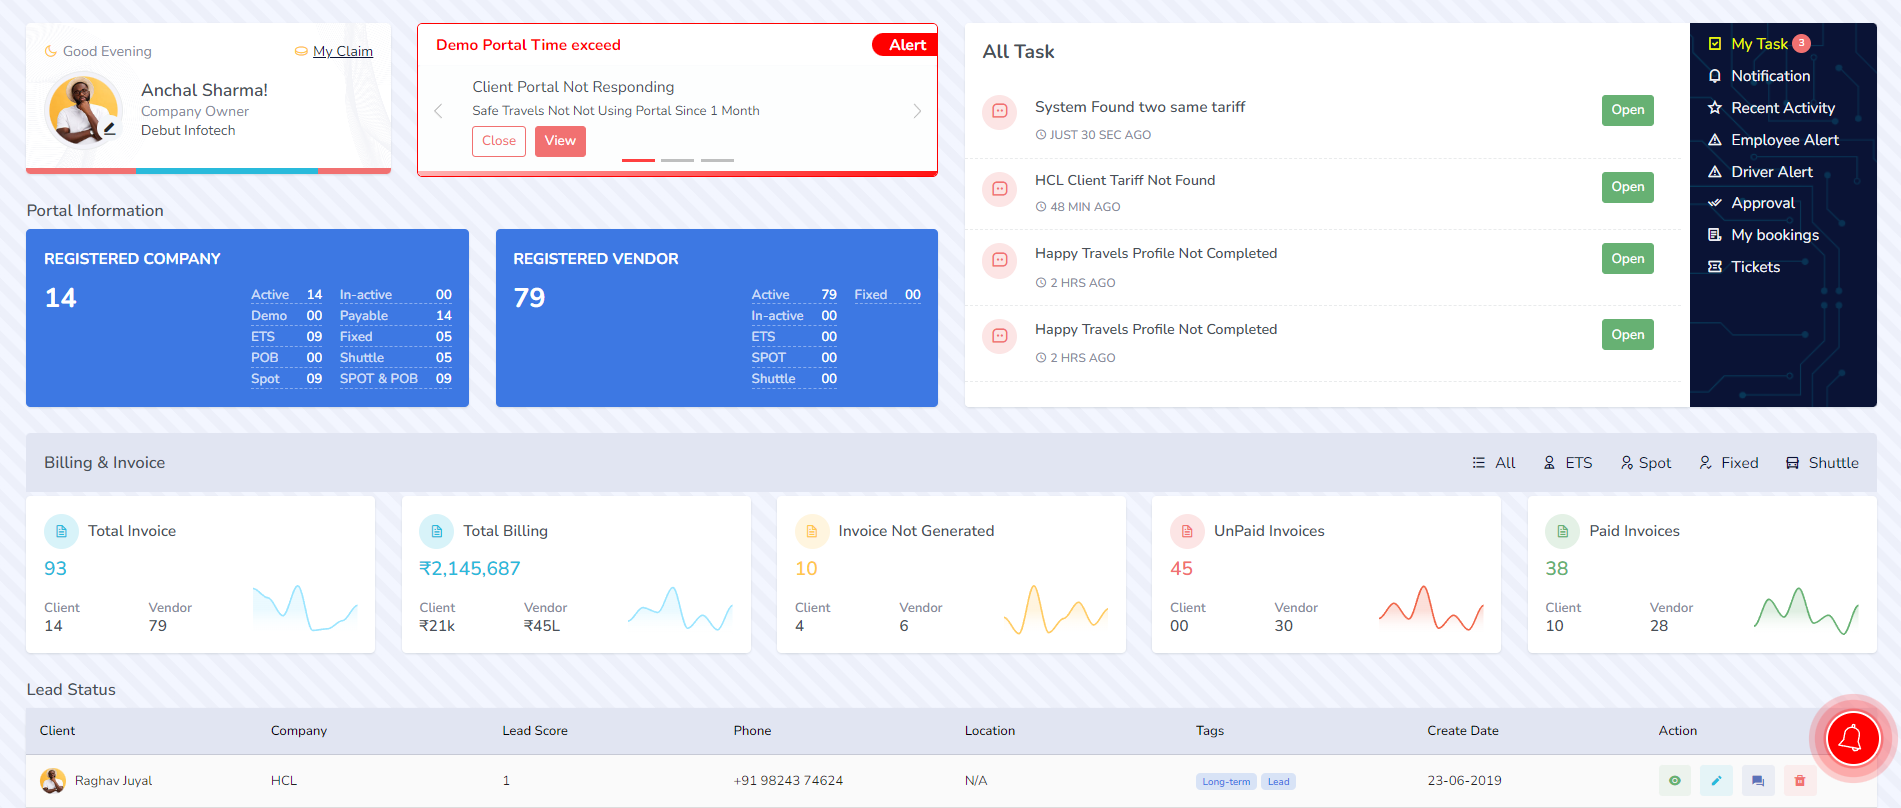 Good Evening
My Claim
Anchal Sharma!
Company Owner
Debut Infotech
Demo Portal Time exceed
Alert
Client Portal Not Responding
Safe Travels Not Not Using Portal Since 1 Month
Close View
All Task
System Found two same tariff
JUST 30 SEC AGO
Open
HCL Client Tariff Not Found
48 MIN AGO
Open
Happy Travels Profile Not Completed
2 HRS AGO
Open
Happy Travels Profile Not Completed
2 HRS AGO
Open
My Task 3
Notification
Recent Activity
Employee Alert
Driver Alert
Approval
My bookings
Tickets
Portal Information
REGISTERED COMPANY
14
Active 14 In-active 00
Demo 00 Payable 14
ETS 09 Fixed 05
POB 00 Shuttle 05
Spot 09 SPOT & POB 09
REGISTERED VENDOR
79
Active 79 Fixed 00
In-active 00
ETS 00
SPOT 00
Shuttle 00
Billing & Invoice
All ETS Spot Fixed Shuttle
Total Invoice
93
Client Vendor
14 79
Total Billing
₹2,145,687
Client Vendor
₹21k ₹45L
Invoice Not Generated
10
Client Vendor
4 6
UnPaid Invoices
45
Client Vendor
00 30
Paid Invoices
38
Client Vendor
10 28
Lead Status
Client Company Lead Score Phone Location Tags Create Date Action
Raghav Juyal HCL 1 +91 98243 74624 N/A Long-term Lead 23-06-2019